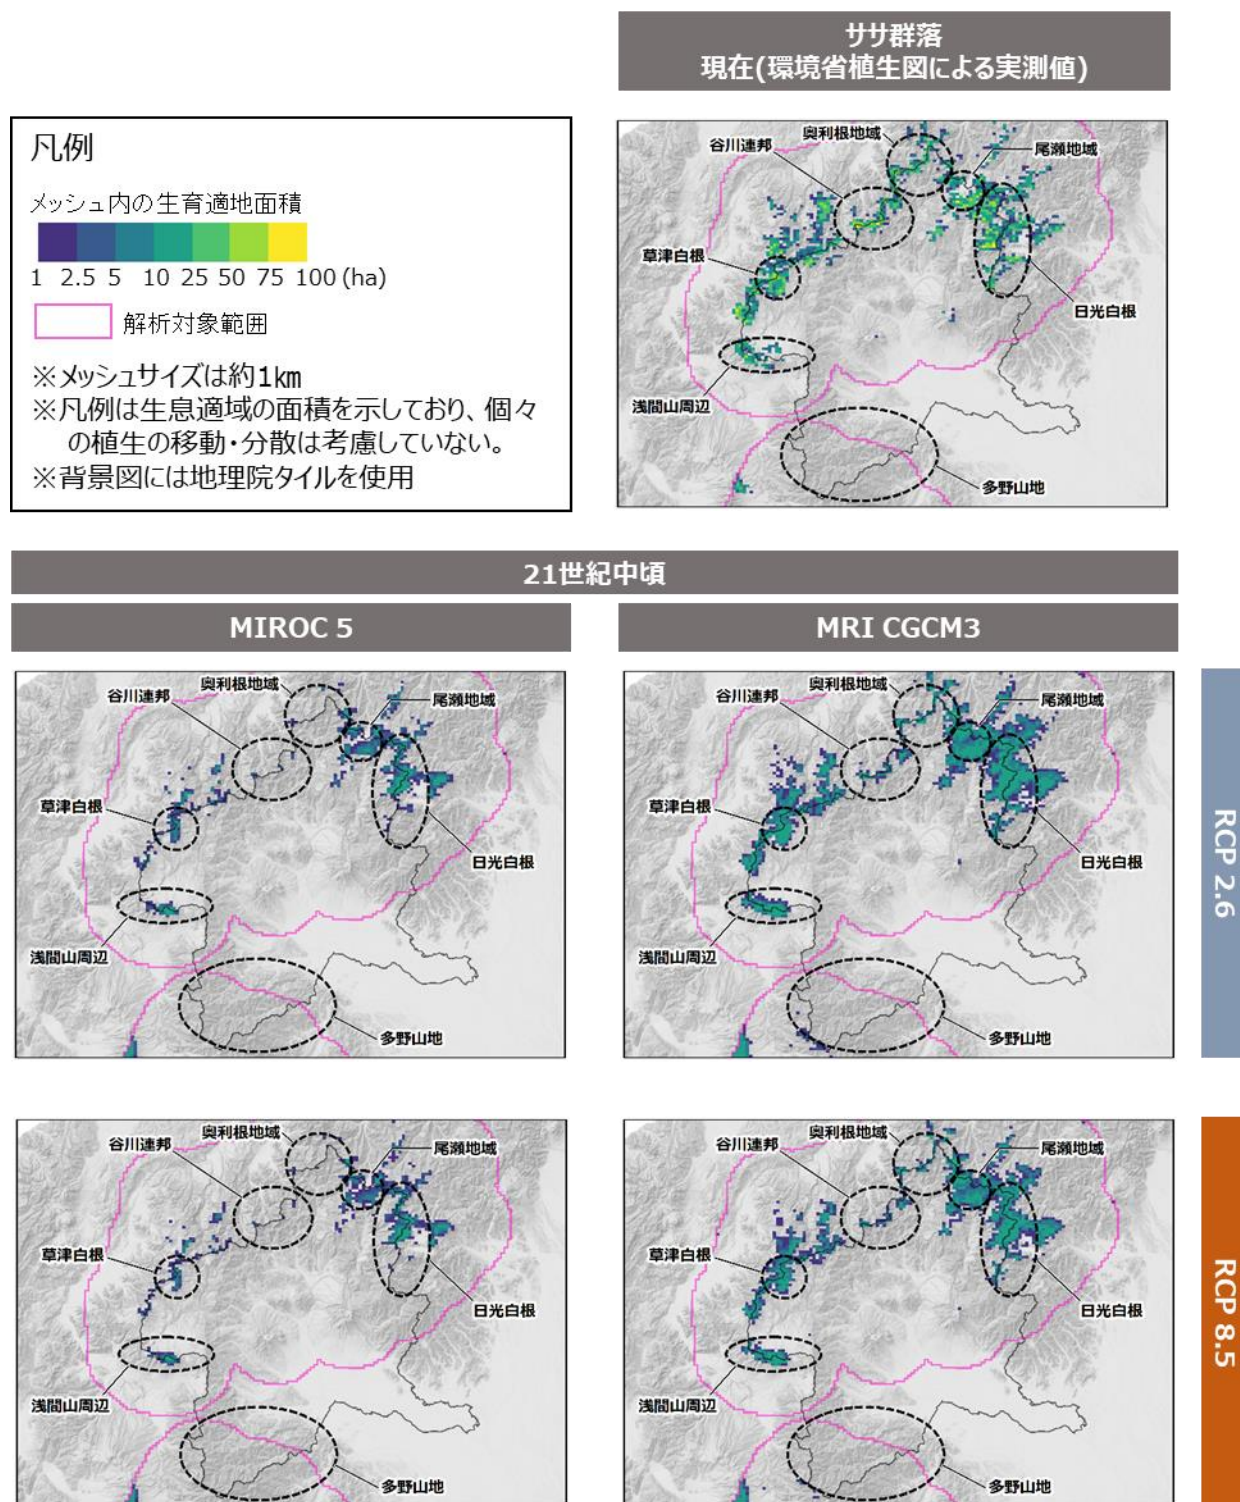 ササ群落
現在(環境省植生図による実測値)
凡例
メッシュ内の生育適地面積
1 2.5 5 10 25 50 75 100 (ha)
解析対象範囲
※メッシュサイズは約1km
※凡例は生息適域の面積を示しており、個々
の植生の移動・分散は考慮していない。
※背景図には地理院タイルを使用
奥利根地域
谷川連邦
尾瀬地域
草津白根
日光白根
浅間山周辺
多野山地
21世紀中頃
MIROC 5
MRI CGCM3
奥利根地域
谷川連邦
尾瀬地域
草津白根
日光白根
浅間山周辺
多野山地
奥利根地域
谷川連邦
尾瀬地域
草津白根
日光白根
浅間山周辺
多野山地
RCP 2.6
奥利根地域
谷川連邦
尾瀬地域
草津白根
日光白根
浅間山周辺
多野山地
奥利根地域
谷川連邦
尾瀬地域
草津白根
日光白根
浅間山周辺
多野山地
RCP 8.5